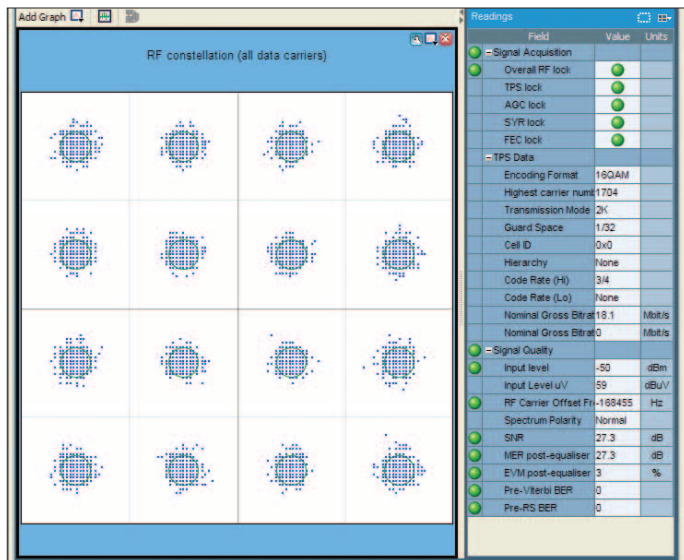 Add Graph
RF constellation (all data carriers)
Readings
Field Value Units
Signal Acquisition
Overall RF lock
TPS lock
AGC lock
SYR lock
FEC lock
TPS Data
Encoding Format 16QAM
Highest carrier numt 1704
Transmission Mode 2K
Guard Space 1/32
Cell ID 0x0
Hierarchy None
Code Rate (Hi) 3/4
Code Rate (Lo) None
Nominal Gross Bitrat 18.1 Mbit/s
Nominal Gross Bitrat 0 Mbit/s
Signal Quality
Input level -50 dBm
Input Level uV 59 dBuV
RF Carrier Offset Fr -168455 Hz
Spectrum Polarity Normal
SNR 27.3 dB
MER post-equaliser 27.3 dB
EVM post-equaliser 3 %
Pre-Viterbi BER 0
Pre-RS BER 0